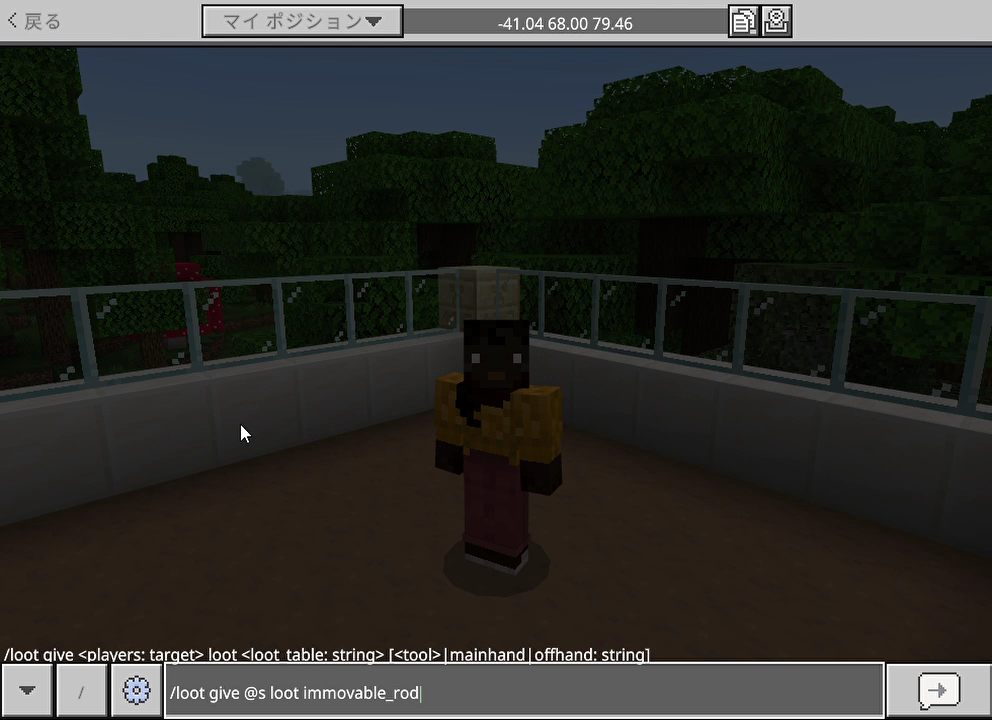 戻る
マイ ポジション
-41.04 68.00 79.46
/loot give <players: target> loot <loot_table: string> [<tool>|mainhand|offhand: string]
/
/loot give @s loot immovable_rod